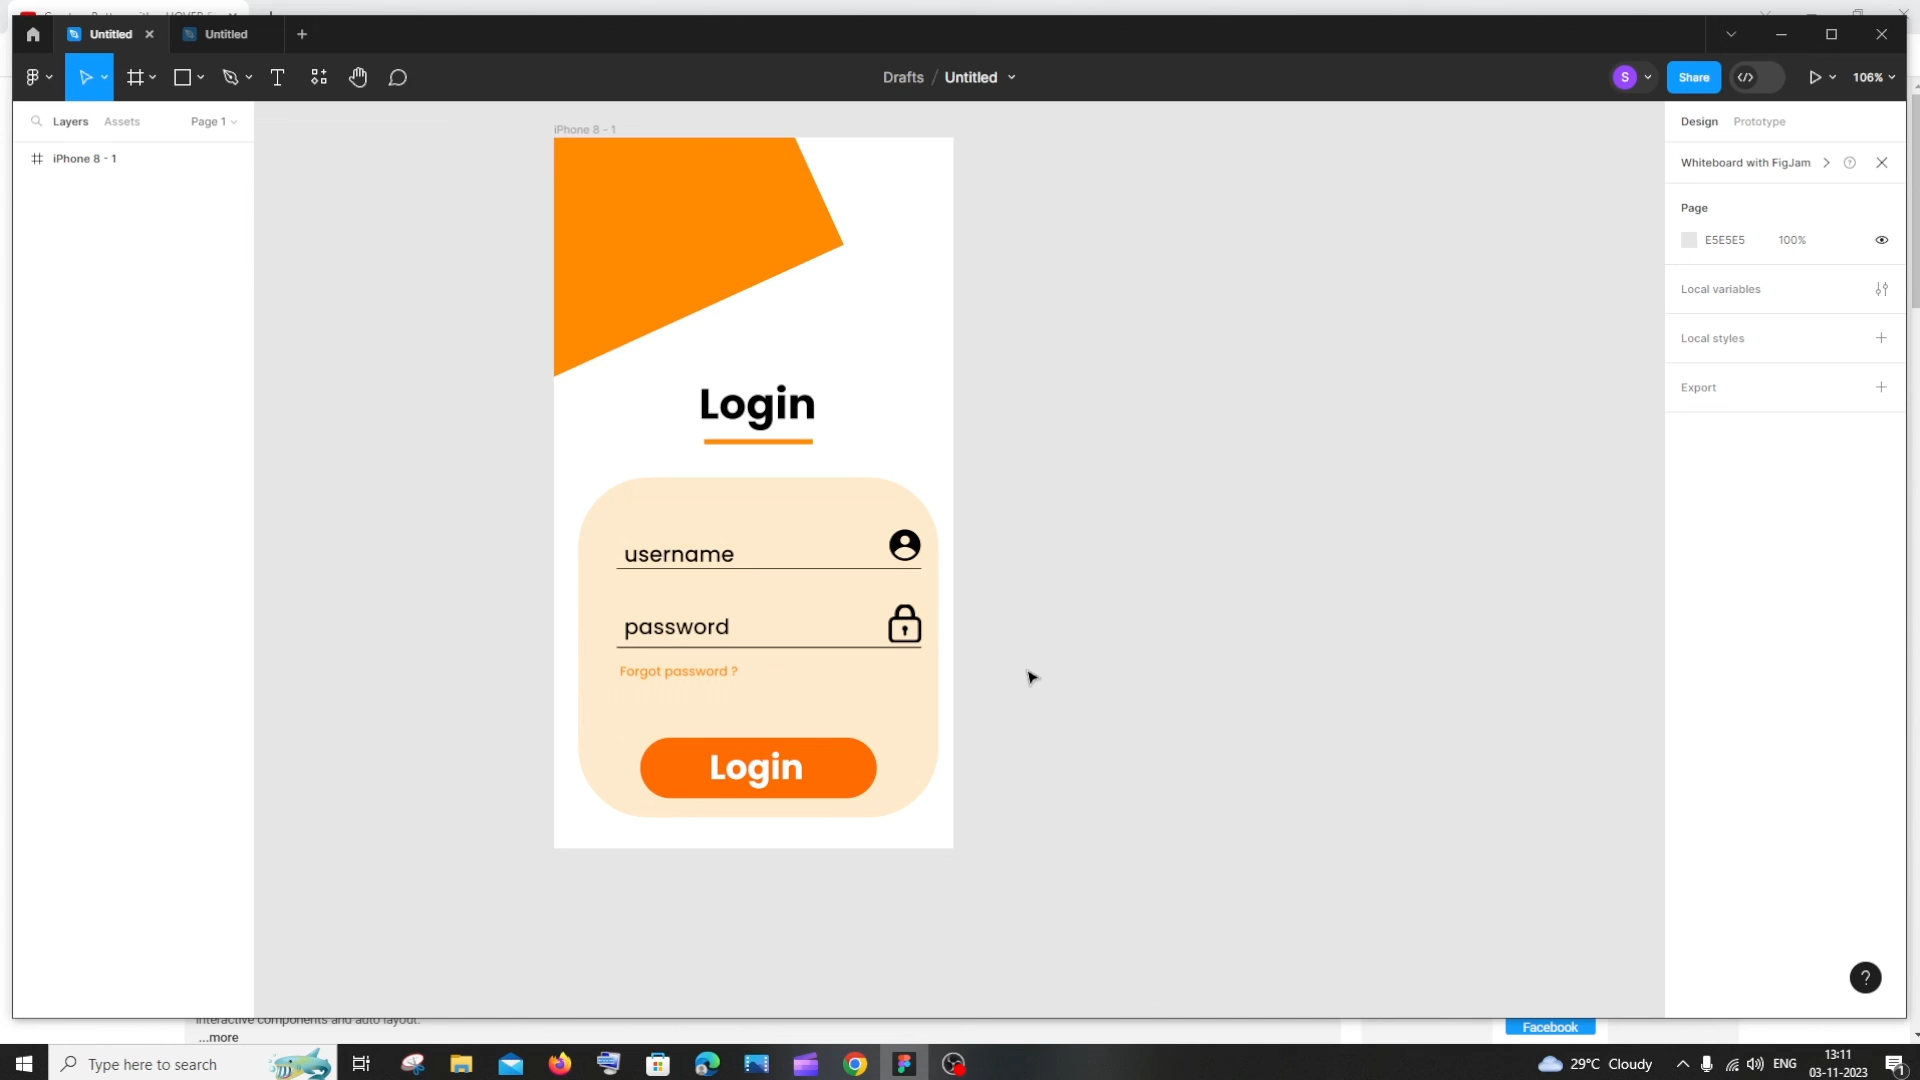 Untitled
Untitled
Drafts / Untitled
S
Share
106%
Layers
Assets
Page 1
iPhone 8 - 1
iPhone 8 - 1
Login
username
password
Forgot password ?
Login
Design
Prototype
Whiteboard with FigJam
Page
E5E5E5 100%
Local variables
Local styles
Export
?
interactive components and auto layout.
...more
Facebook
Type here to search
29°C Cloudy
ENG
13:11
03-11-2023
1